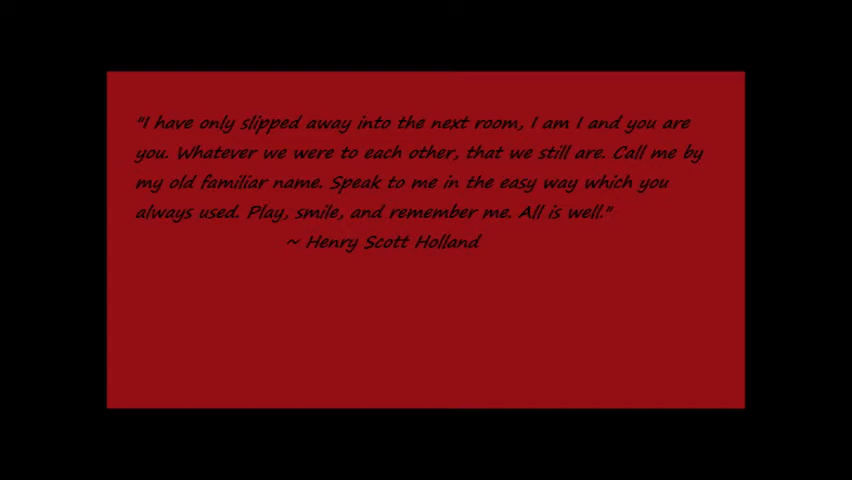 "I have only slipped away into the next room, I am I and you are
you. Whatever we were to each other, that we still are. Call me by
my old familiar name. Speak to me in the easy way which you
always used. Play, smile, and remember me. All is well."
~ Henry Scott Holland